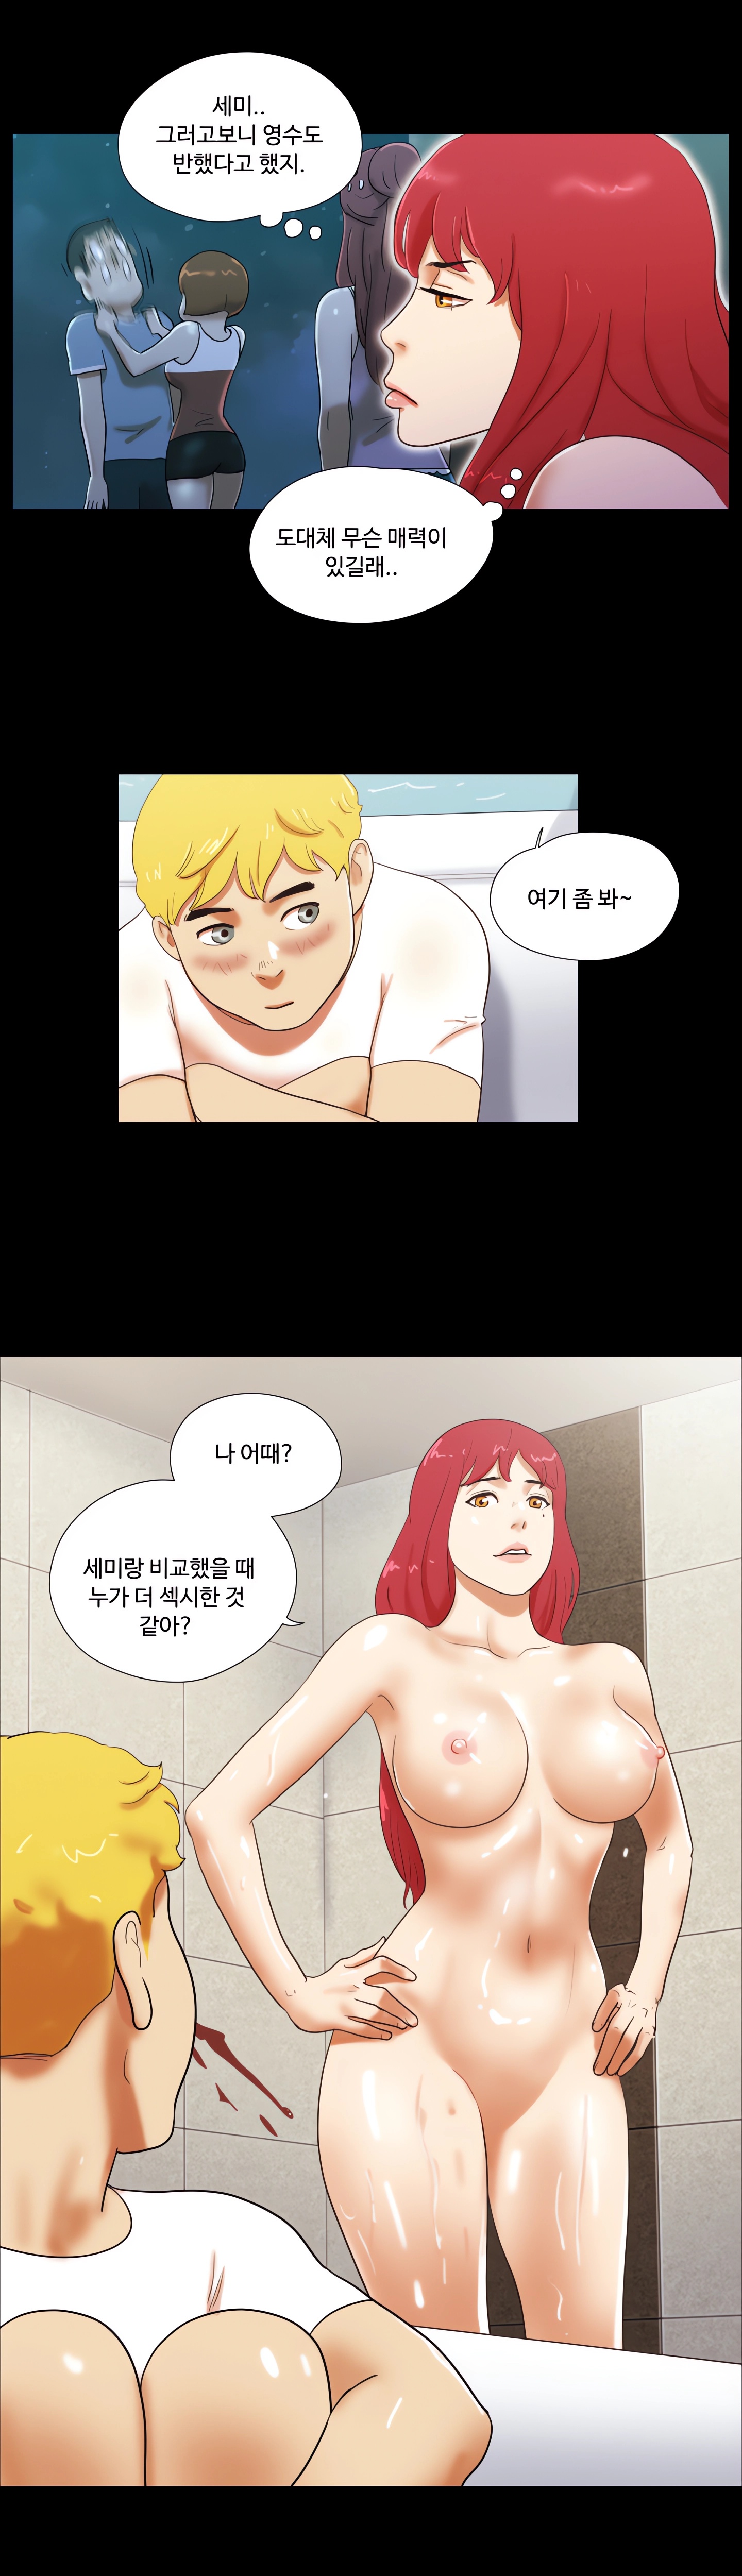 세미..
그러고보니 영수도
반했다고 했지.
도대체 무슨 매력이
있길래..
여기 좀 봐~
나 어때?
세미랑 비교했을 때
누가 더 섹시한 것
같아?